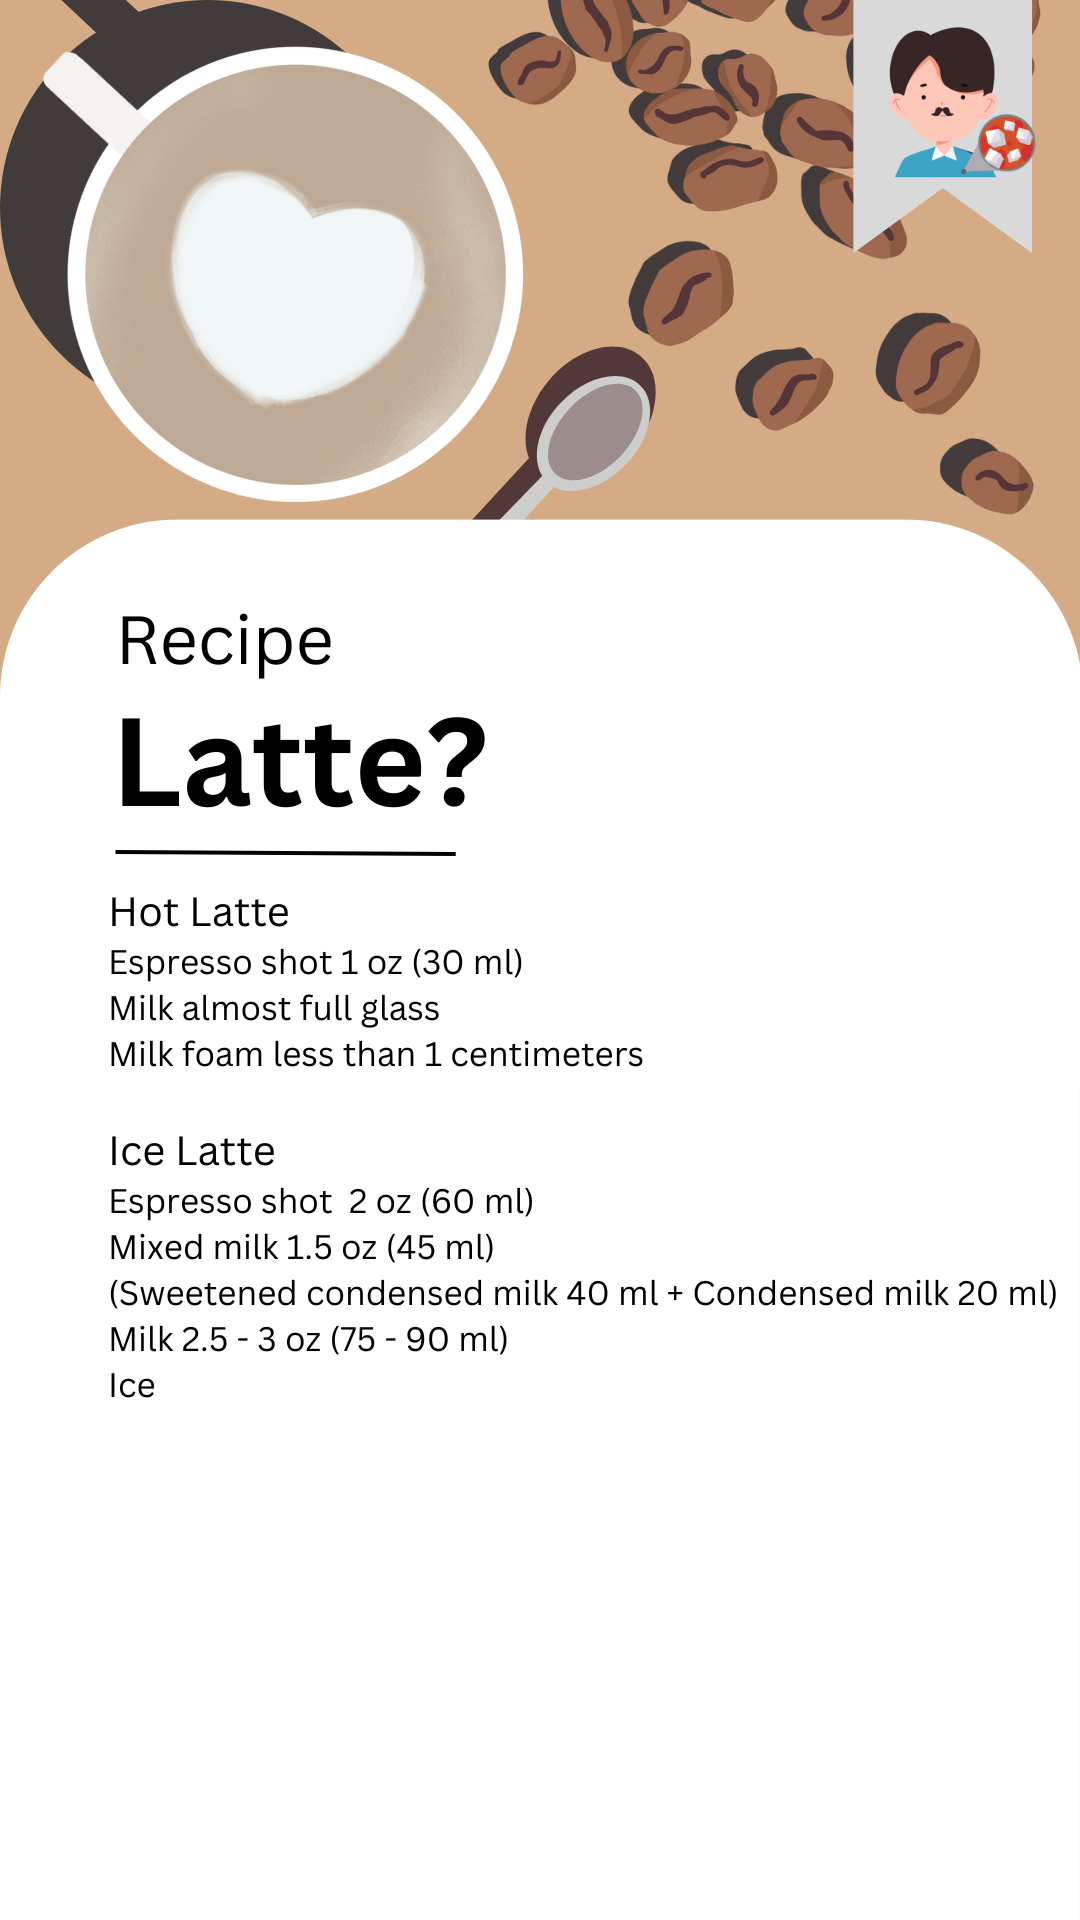 Recipe
Latte?
Hot Latte
Espresso shot 1 oz (30 ml)
Milk almost full glass
Milk foam less than 1 centimeters
Ice Latte
Espresso shot  2 oz (60 ml)
Mixed milk 1.5 oz (45 ml)
(Sweetened condensed milk 40 ml + Condensed milk 20 ml)
Milk 2.5 - 3 oz (75 - 90 ml)
Ice